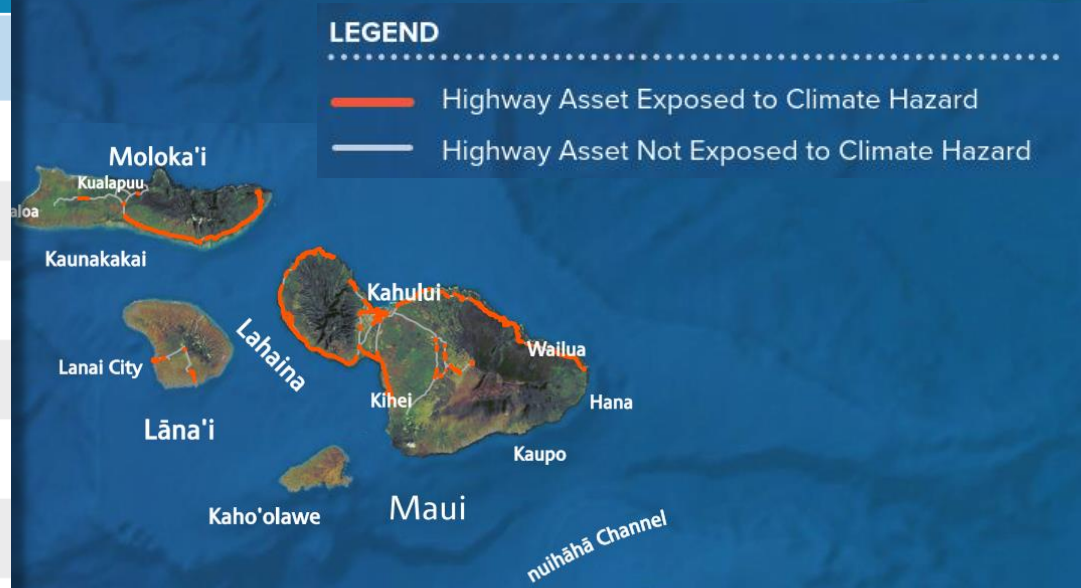 LEGEND
Highway Asset Exposed to Climate Hazard
Highway Asset Not Exposed to Climate Hazard
Moloka'i
Kualapuu
aloa
Kaunakakai
Kahului
Lahaina
Wailua
Lanai City
Kihei
Hana
Lāna'i
Kaupo
Kaho'olawe
Maui
nuihāhā Channel